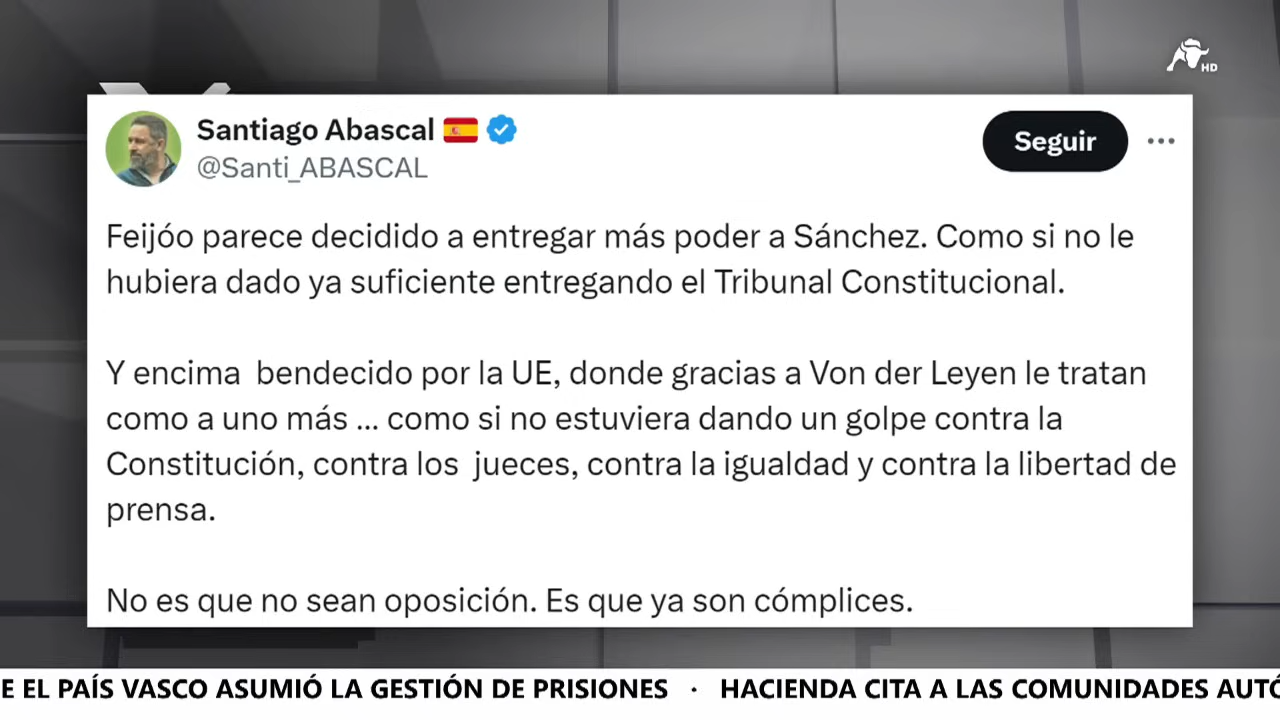 HD
Santiago Abascal
@Santi_ABASCAL
Seguir
Feijóo parece decidido a entregar más poder a Sánchez. Como si no le
hubiera dado ya suficiente entregando el Tribunal Constitucional.
Y encima  bendecido por la UE, donde gracias a Von der Leyen le tratan
como a uno más ... como si no estuviera dando un golpe contra la
Constitución, contra los  jueces, contra la igualdad y contra la libertad de
prensa.
No es que no sean oposición. Es que ya son cómplices.
E EL PAÍS VASCO ASUMIÓ LA GESTIÓN DE PRISIONES · HACIENDA CITA A LAS COMUNIDADES AUTÓ